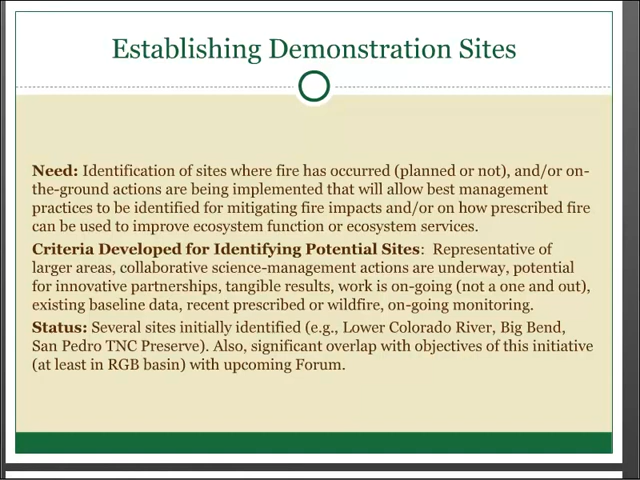 Establishing Demonstration Sites
Need: Identification of sites where fire has occurred (planned or not), and/or on-
the-ground actions are being implemented that will allow best management
practices to be identified for mitigating fire impacts and/or on how prescribed fire
can be used to improve ecosystem function or ecosystem services.
Criteria Developed for Identifying Potential Sites: Representative of
larger areas, collaborative science-management actions are underway, potential
for innovative partnerships, tangible results, work is on-going (not a one and out),
existing baseline data, recent prescribed or wildfire, on-going monitoring.
Status: Several sites initially identified (e.g., Lower Colorado River, Big Bend,
San Pedro TNC Preserve). Also, significant overlap with objectives of this initiative
(at least in RGB basin) with upcoming Forum.